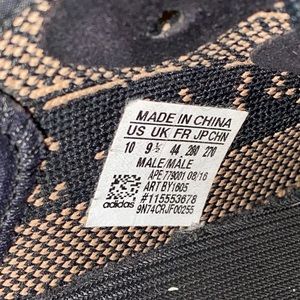 MADE IN CHINA
US UK FR JP CHN
10 9½ 44 280 270
MALE/MALE
APE 779001 08/16
ART BY1605
#115553678
adidas 9N74CRJF00255